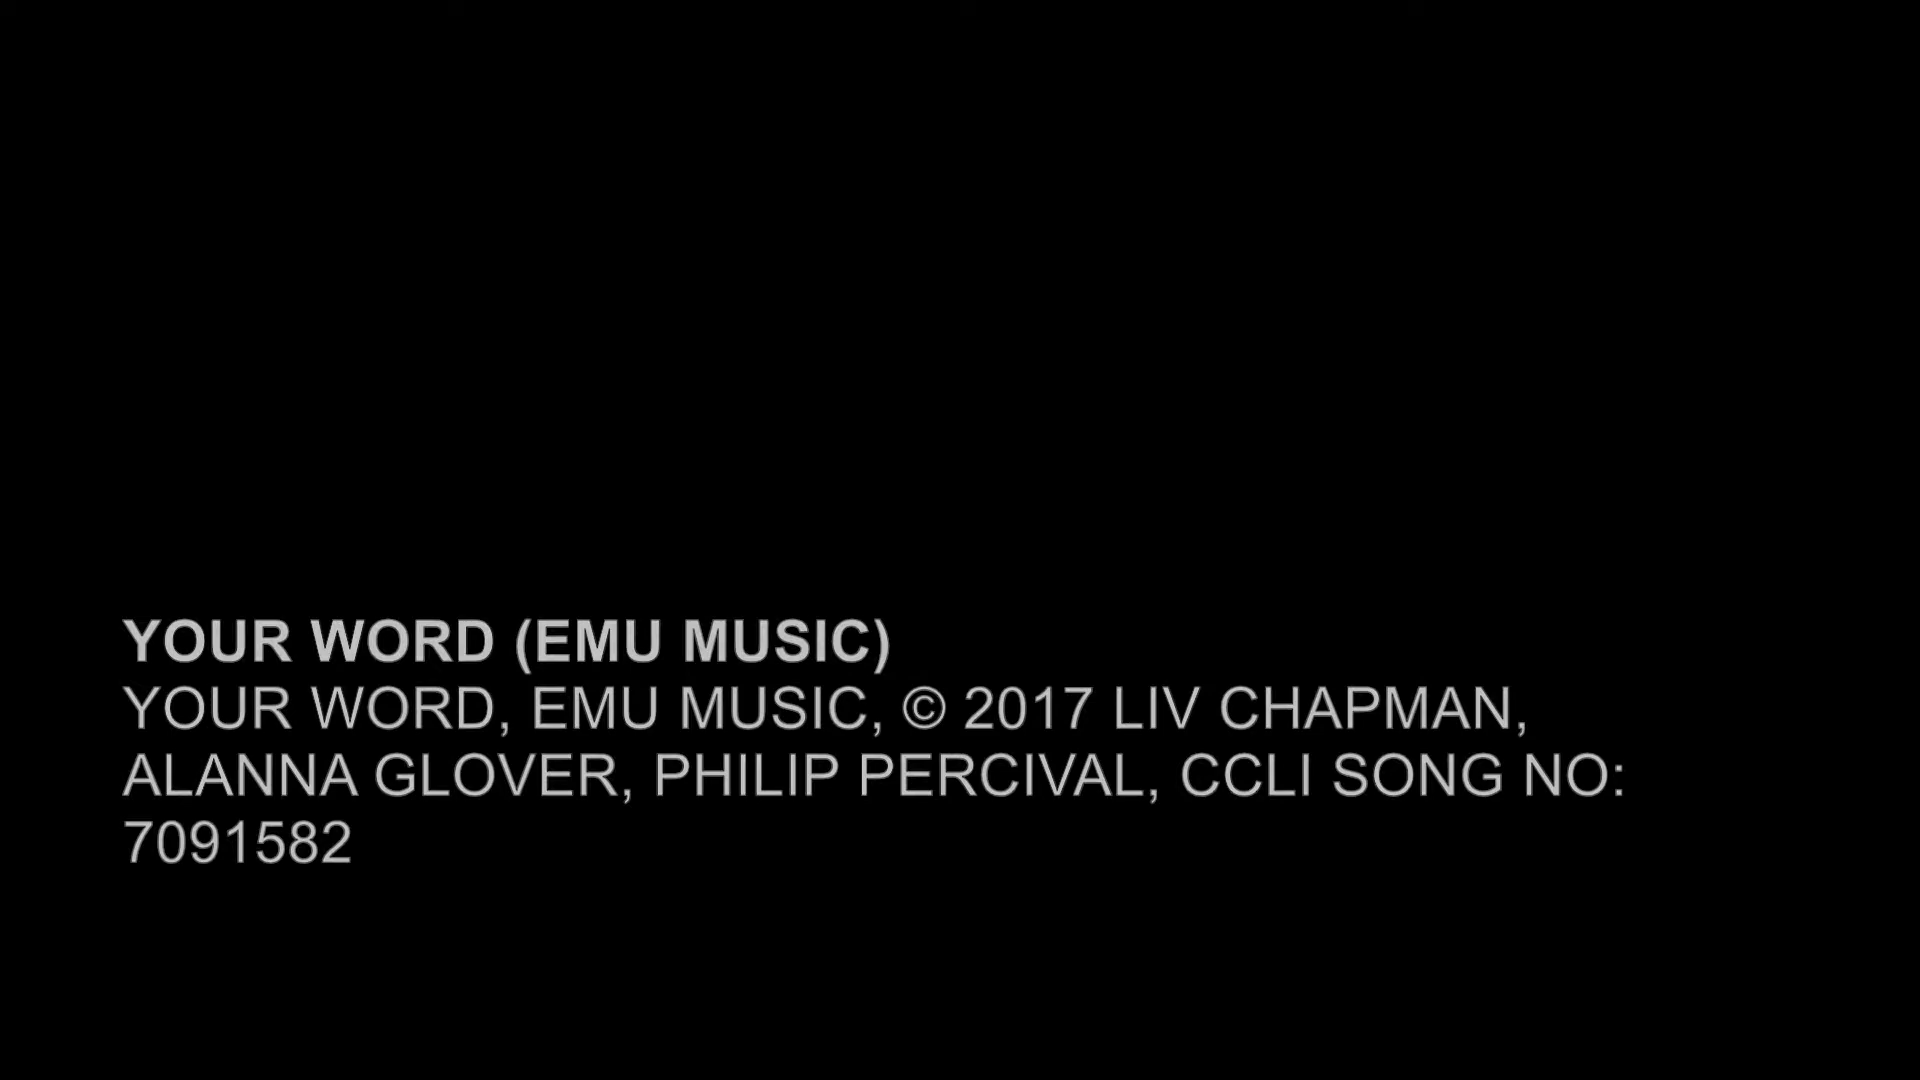 YOUR WORD (EMU MUSIC)
YOUR WORD, EMU MUSIC, © 2017 LIV CHAPMAN,
ALANNA GLOVER, PHILIP PERCIVAL, CCLI SONG NO:
7091582